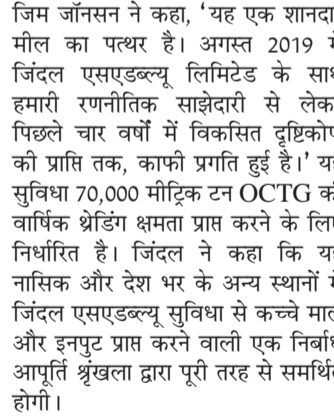 जिम जॉनसन ने कहा, ‘यह एक शानदा
मील का पत्थर है। अगस्त 2019 मे
जिंदल एसएडब्ल्यू लिमिटेड के सा
हमारी रणनीतिक साझेदारी से लेक
पिछले चार वर्षों में विकसित दृष्टिको
की प्राप्ति तक, काफी प्रगति हुई है।’ य
सुविधा 70,000 मीट्रिक टन OCTG क
वार्षिक थ्रेडिंग क्षमता प्राप्त करने के लि
निर्धारित है। जिंदल ने कहा कि य
नासिक और देश भर के अन्य स्थानों मे
जिंदल एसएडब्ल्यू सुविधा से कच्चे मा
और इनपुट प्राप्त करने वाली एक निर्बा
आपूर्ति श्रृंखला द्वारा पूरी तरह से समर्थि
होगी।